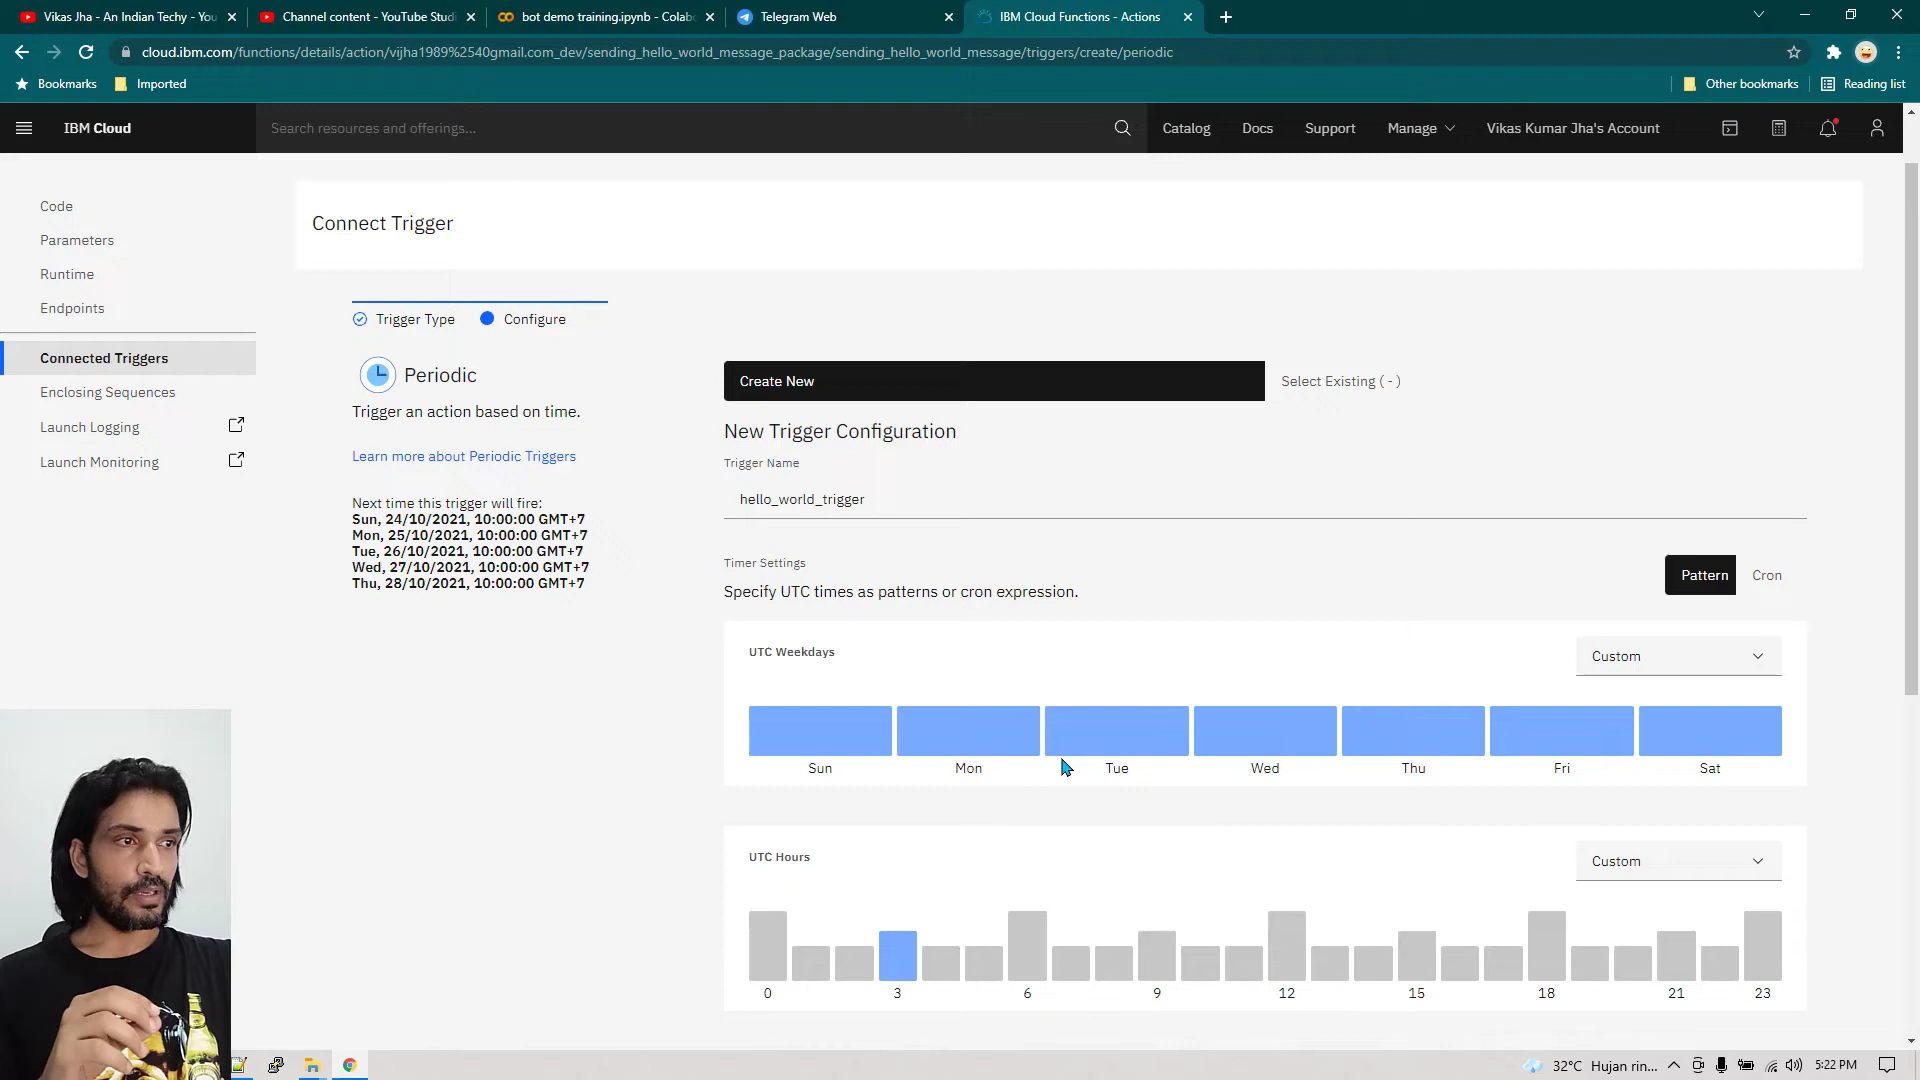 Vikas Jha - An Indian Techy - You
Channel content - YouTube Studi
bot demo training.ipynb - Colab
Telegram Web
IBM Cloud Functions - Actions
cloud.ibm.com/functions/details/action/vijha1989%2540gmail.com_dev/sending_hello_world_message_package/sending_hello_world_message/triggers/create/periodic
Bookmarks
Imported
Other bookmarks
Reading list
IBM Cloud
Search resources and offerings...
Catalog
Docs
Support
Manage
Vikas Kumar Jha's Account
Code
Parameters
Runtime
Endpoints
Connected Triggers
Enclosing Sequences
Launch Logging
Launch Monitoring
Connect Trigger
Trigger Type
Configure
Periodic
Trigger an action based on time.
Learn more about Periodic Triggers
Next time this trigger will fire:
Sun, 24/10/2021, 10:00:00 GMT+7
Mon, 25/10/2021, 10:00:00 GMT+7
Tue, 26/10/2021, 10:00:00 GMT+7
Wed, 27/10/2021, 10:00:00 GMT+7
Thu, 28/10/2021, 10:00:00 GMT+7
Create New
Select Existing ( - )
New Trigger Configuration
Trigger Name
hello_world_trigger
Timer Settings
Specify UTC times as patterns or cron expression.
Pattern
Cron
UTC Weekdays
Custom
Sun Mon Tue Wed Thu Fri Sat
UTC Hours
Custom
0 3 6 9 12 15 18 21 23
32°C Hujan rin...
5:22 PM